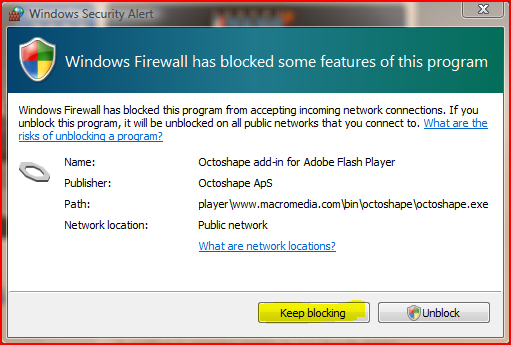 Windows Security Alert
Windows Firewall has blocked some features of this program
Windows Firewall has blocked this program from accepting incoming network connections. If you
unblock this program, it will be unblocked on all public networks that you connect to. What are the
risks of unblocking a program?
Name: Octoshape add-in for Adobe Flash Player
Publisher: Octoshape ApS
Path: player\www.macromedia.com\bin\octoshape\octoshape.exe
Network location: Public network
What are network locations?
Keep blocking Unblock